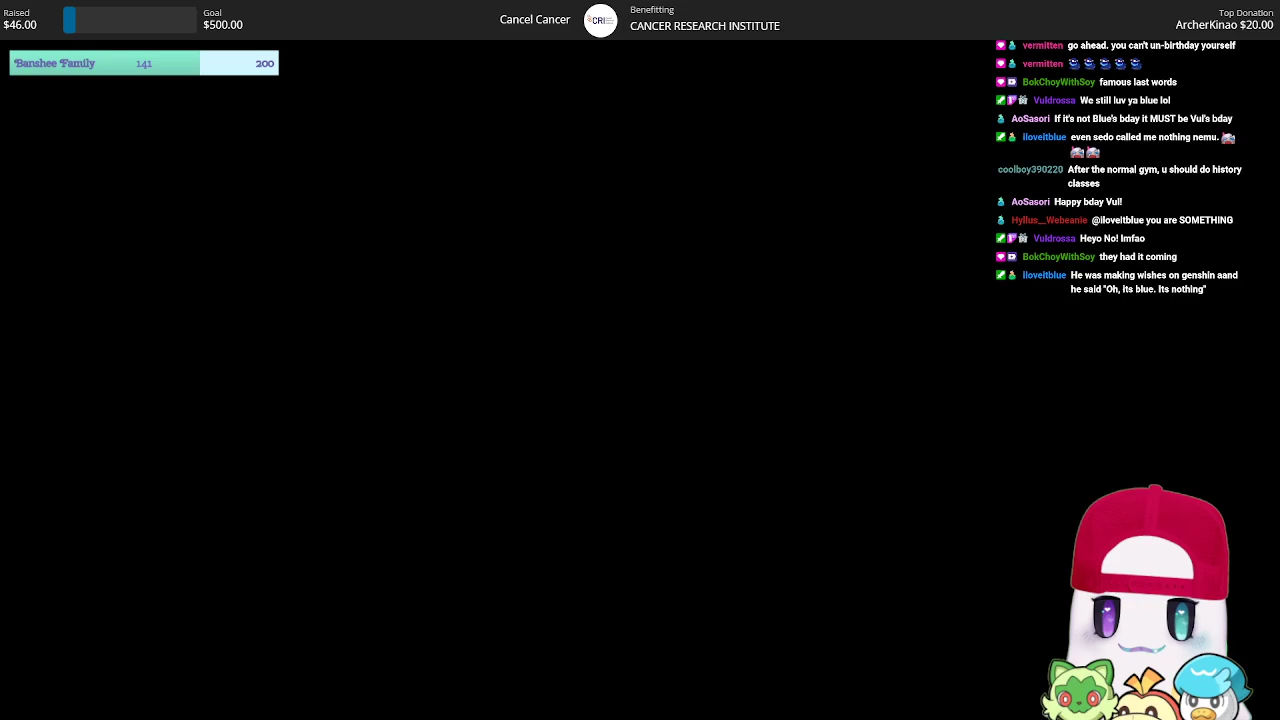 Raised
$46.00
Goal
$500.00
Cancel Cancer
CRI
Benefitting
CANCER RESEARCH INSTITUTE
Top Donation
ArcherKinao $20.00
Banshee Family 141 200
vermitten go ahead. you can't un-birthday yourself
vermitten
BokChoyWithSoy famous last words
Vuldrossa We still luv ya blue lol
AoSasori If it's not Blue's bday it MUST be Vul's bday
iloveitblue even sedo called me nothing nemu.
coolboy390220 After the normal gym, u should do history
classes
AoSasori Happy bday Vul!
Hyllus__Webeanie @iloveitblue you are SOMETHING
Vuldrossa Heyo No! lmfao
BokChoyWithSoy they had it coming
iloveitblue He was making wishes on genshin aand
he said "Oh, its blue. Its nothing"